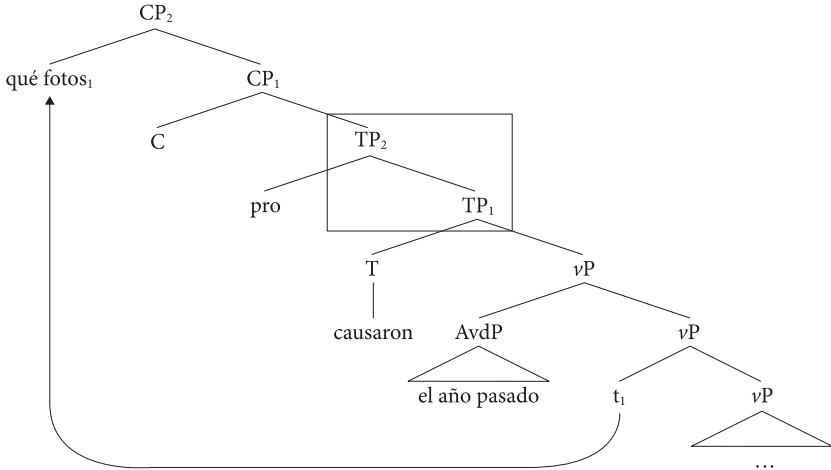 CP₂
qué fotos₁ CP₁
C TP₂
pro TP₁
T vP
causaron AvdP vP
el año pasado t₁ vP
…